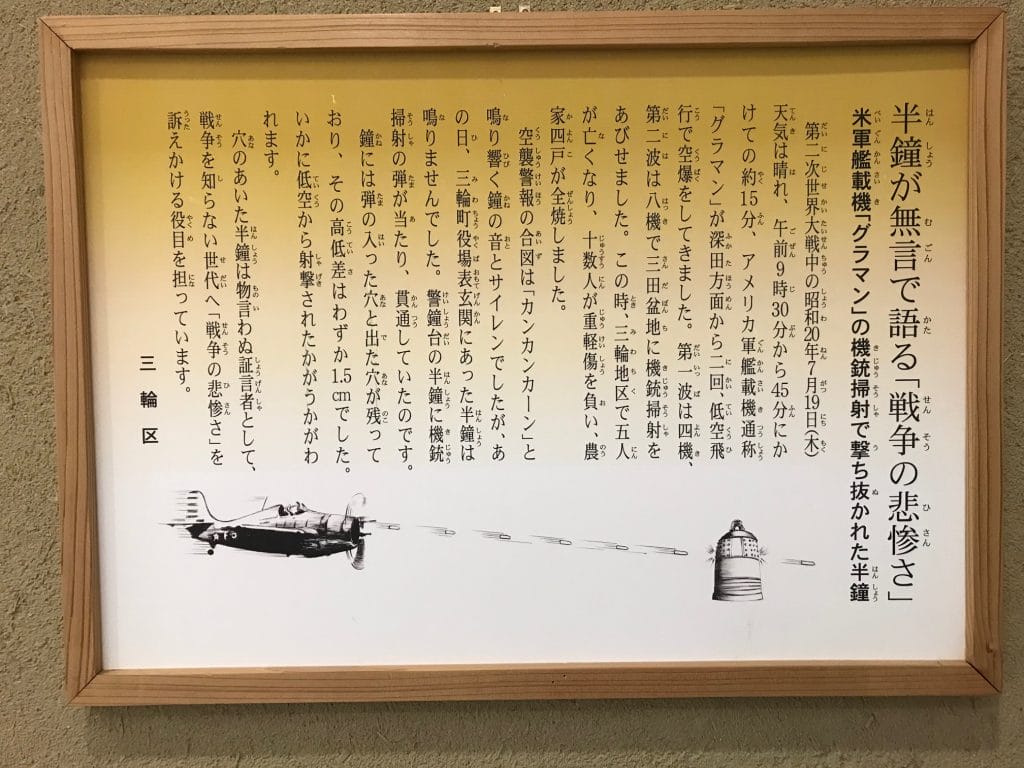 半鐘が無言で語る「戦争の悲惨さ」
米軍艦載機「グラマン」の機銃掃射で撃ち抜かれた半鐘
第二次世界大戦中の昭和20年7月19日(木)
天気は晴れ、午前9時30分から45分にか
けての約15分、アメリカ軍艦載機通称
「グラマン」が深田方面から二回、低空飛
行で空爆をしてきました。第一波は四機、
第二波は八機で三田盆地に機銃掃射を
あびせました。この時、三輪地区で五人
が亡くなり、十数人が重軽傷を負い、農
家四戸が全焼しました。
空襲警報の合図は「カンカンカーン」と
鳴り響く鐘の音とサイレンでしたが、あ
の日、三輪町役場表玄関にあった半鐘は
鳴りませんでした。警鐘台の半鐘に機銃
掃射の弾が当たり、貫通していたのです。
鐘には弾の入った穴と出た穴が残って
おり、その高低差はわずか1.5cmでした。
いかに低空から射撃されたかがうかがわ
れます。
穴のあいた半鐘は物言わぬ証言者として、
戦争を知らない世代へ「戦争の悲惨さ」を
訴えかける役目を担っています。
三輪区